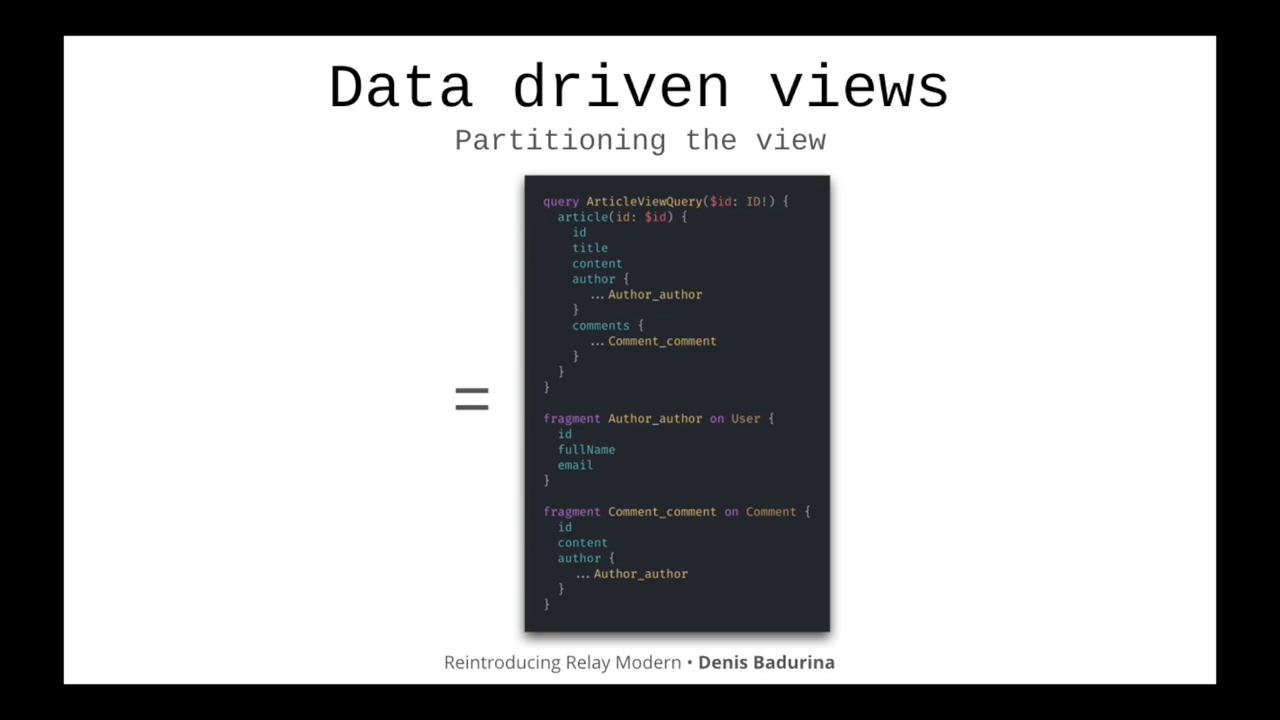 Data driven views
Partitioning the view
query ArticleViewQuery($id: ID!) {
  article(id: $id) {
    id
    title
    content
    author {
      ...Author_author
    }
    comments {
      ...Comment_comment
    }
  }
}
=
fragment Author_author on User {
  id
  fullName
  email
}
fragment Comment_comment on Comment {
  id
  content
  author {
    ...Author_author
  }
}
Reintroducing Relay Modern • Denis Badurina